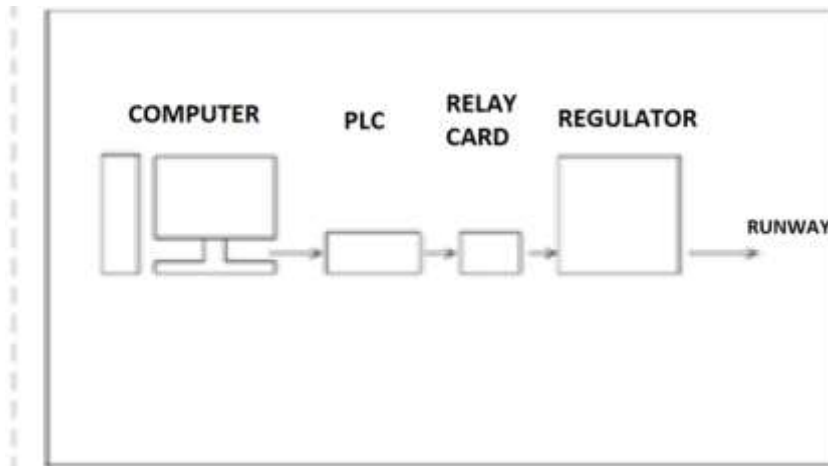 COMPUTER
PLC
RELAY
CARD
REGULATOR
RUNWAY